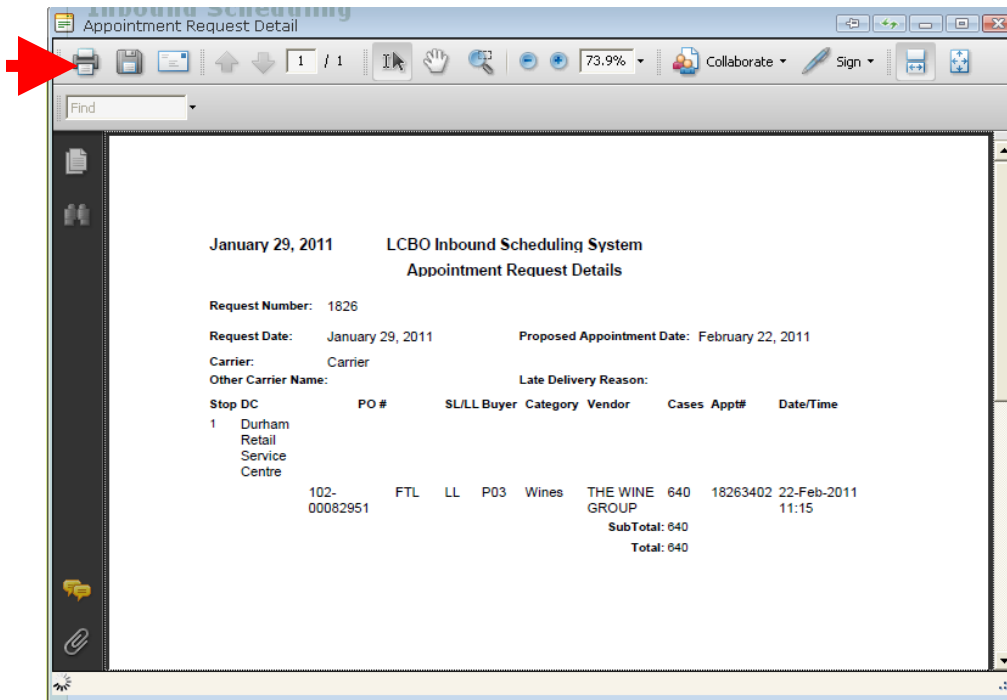 Inbound Scheduling
Appointment Request Detail
1 / 1 73.9% Collaborate Sign
Find
January 29, 2011 LCBO Inbound Scheduling System
Appointment Request Details
Request Number: 1826
Request Date: January 29, 2011 Proposed Appointment Date: February 22, 2011
Carrier: Carrier
Other Carrier Name: Late Delivery Reason:
Stop DC PO # SL/LL Buyer Category Vendor Cases Appt# Date/Time
1 Durham
Retail
Service
Centre
102- FTL LL P03 Wines THE WINE 640 18263402 22-Feb-2011
00082951 GROUP 11:15
SubTotal: 640
Total: 640